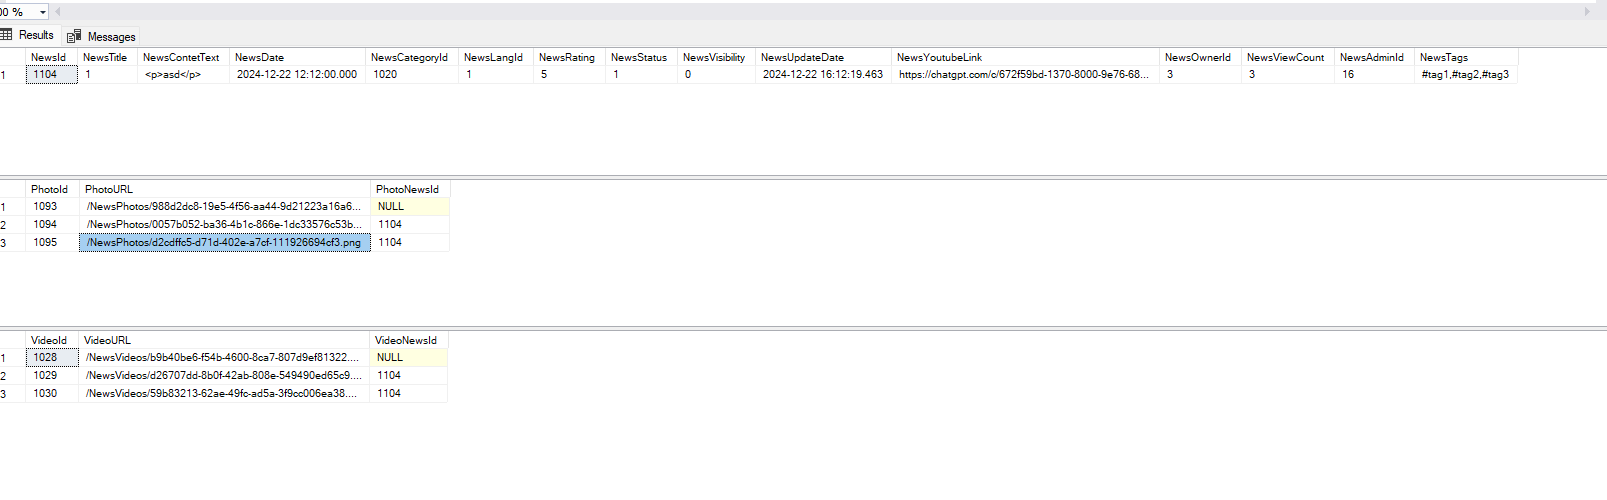 00 %
Results Messages
NewsId NewsTitle NewsContetText NewsDate NewsCategoryId NewsLangId NewsRating NewsStatus NewsVisibility NewsUpdateDate NewsYoutubeLink NewsOwnerId NewsViewCount NewsAdminId NewsTags
1 1104 1 <p>asd</p> 2024-12-22 12:12:00.000 1020 1 5 1 0 2024-12-22 16:12:19.463 https://chatgpt.com/c/672f59bd-1370-8000-9e76-68... 3 3 16 #tag1,#tag2,#tag3
PhotoId PhotoURL PhotoNewsId
1 1093 /NewsPhotos/988d2dc8-19e5-4f56-aa44-9d21223a16a6... NULL
2 1094 /NewsPhotos/0057b052-ba36-4b1c-866e-1dc33576c53b... 1104
3 1095 /NewsPhotos/d2cdffc5-d71d-402e-a7cf-111926694cf3.png 1104
VideoId VideoURL VideoNewsId
1 1028 /NewsVideos/b9b40be6-f54b-4600-8ca7-807d9ef81322.... NULL
2 1029 /NewsVideos/d26707dd-8b0f-42ab-808e-549490ed65c9.... 1104
3 1030 /NewsVideos/59b83213-62ae-49fc-ad5a-3f9cc006ea38.... 1104